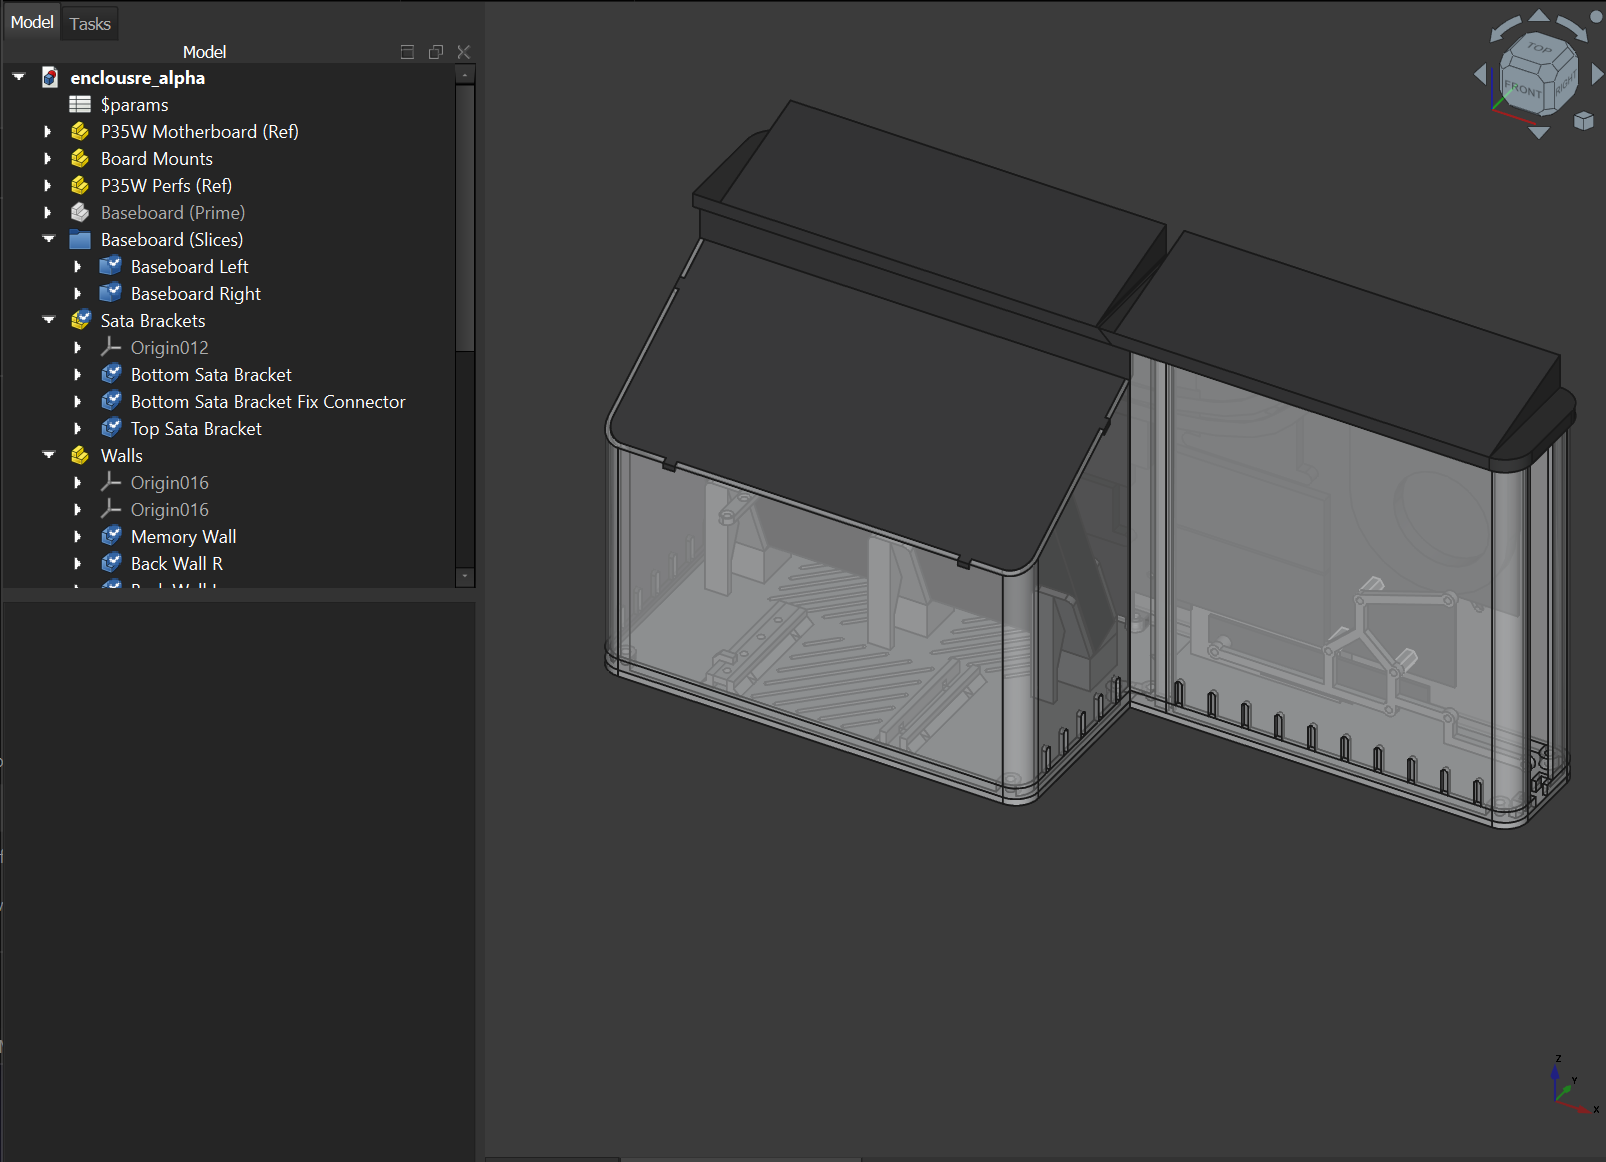 Model
Tasks
Model
enclousre_alpha
$params
P35W Motherboard (Ref)
Board Mounts
P35W Perfs (Ref)
Baseboard (Prime)
Baseboard (Slices)
Baseboard Left
Baseboard Right
Sata Brackets
Origin012
Bottom Sata Bracket
Bottom Sata Bracket Fix Connector
Top Sata Bracket
Walls
Origin016
Origin016
Memory Wall
Back Wall R
TOP
FRONT
RIGHT
Z
Y
X